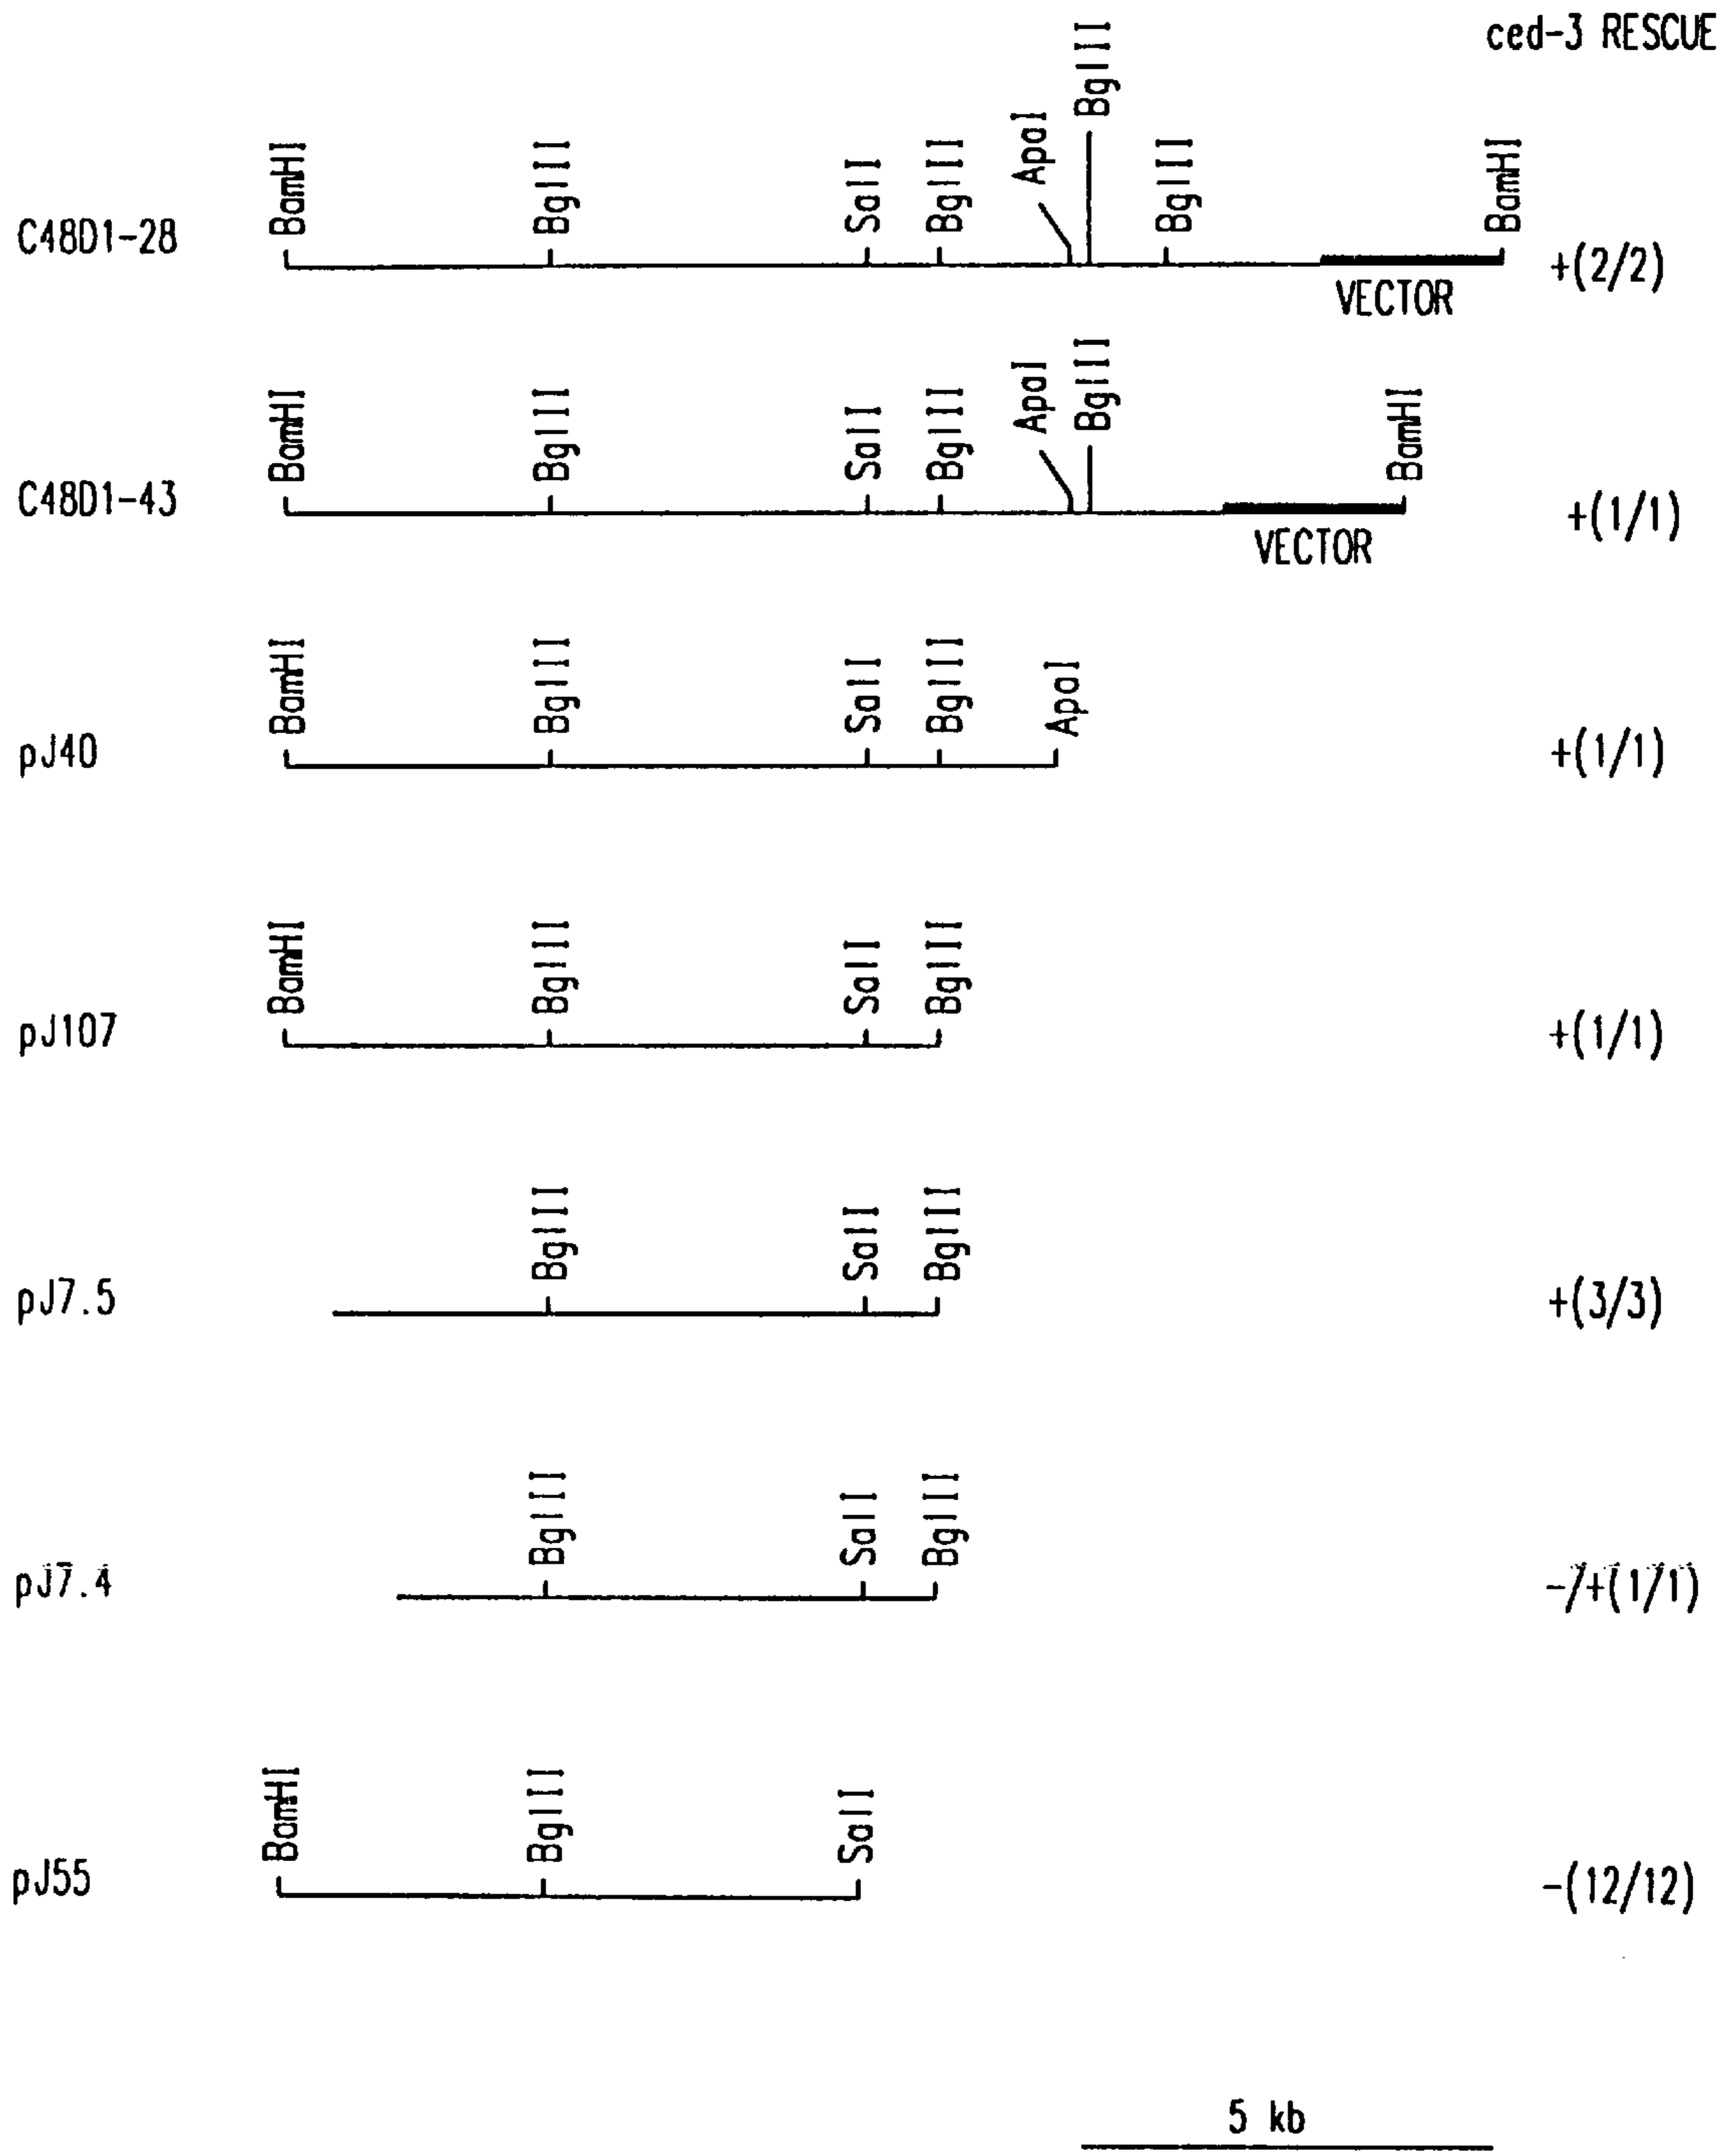 ced-3 RESCUE
C48D1-28
BamHI
BglII
SalI
BglII
ApaI
BglII
BglII
BamHI
VECTOR
+(2/2)
C48D1-43
BamHI
BglII
SalI
BglII
ApaI
BglII
BamHI
VECTOR
+(1/1)
pJ40
BamHI
BglII
SalI
BglII
ApaI
+(1/1)
pJ107
BamHI
BglII
SalI
BglII
+(1/1)
pJ7.5
BglII
SalI
BglII
+(3/3)
pJ7.4
BglII
SalI
BglII
-/+(1/1)
pJ55
BamHI
BglII
SalI
-(12/12)
5 kb